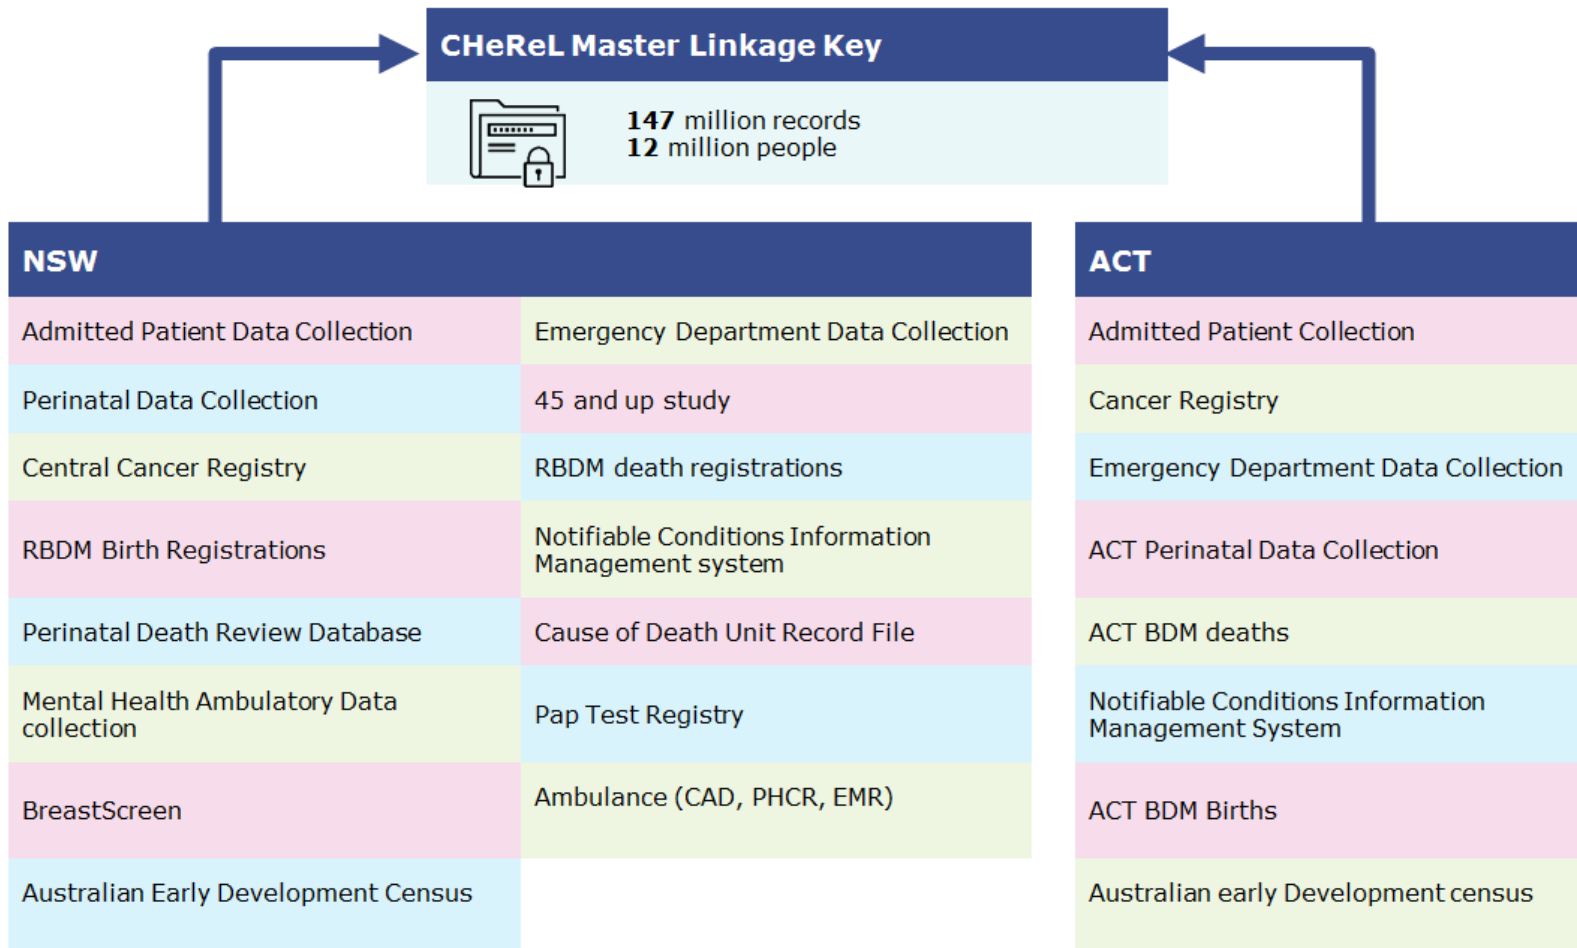 CHeReL Master Linkage Key
147 million records
12 million people
NSW
Admitted Patient Data Collection
Emergency Department Data Collection
Perinatal Data Collection
45 and up study
Central Cancer Registry
RBDM death registrations
RBDM Birth Registrations
Notifiable Conditions Information
Management system
Perinatal Death Review Database
Cause of Death Unit Record File
Mental Health Ambulatory Data
collection
Pap Test Registry
BreastScreen
Ambulance (CAD, PHCR, EMR)
Australian Early Development Census
ACT
Admitted Patient Collection
Cancer Registry
Emergency Department Data Collection
ACT Perinatal Data Collection
ACT BDM deaths
Notifiable Conditions Information
Management System
ACT BDM Births
Australian early Development census